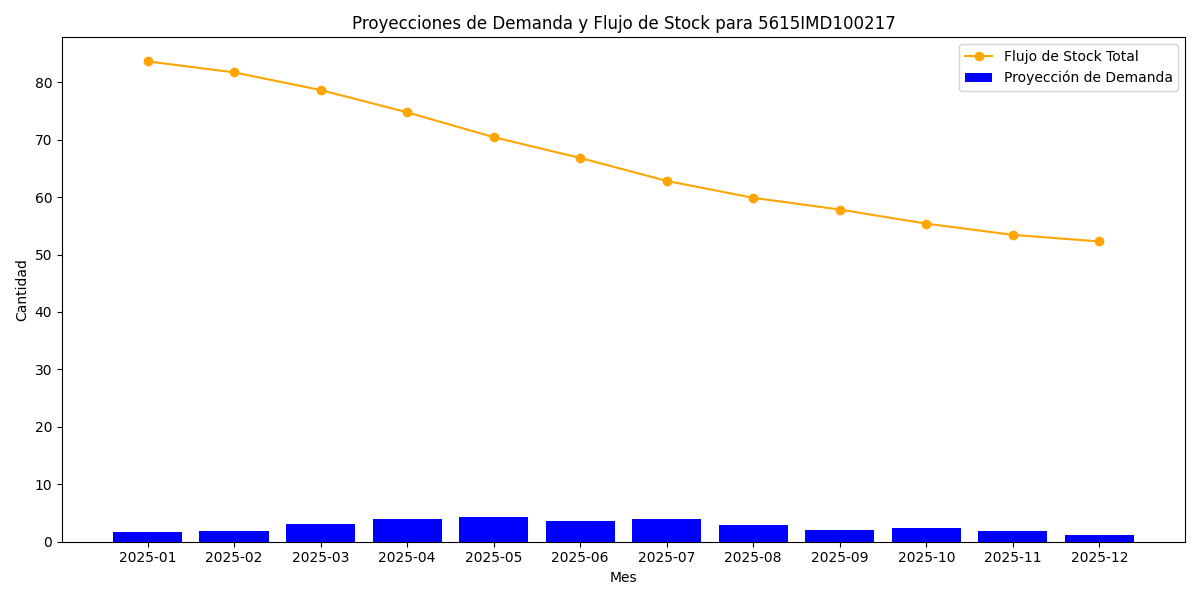 Proyecciones de Demanda y Flujo de Stock para 5615IMD100217
Flujo de Stock Total
Proyección de Demanda
Cantidad
80
70
60
50
40
30
20
10
0
2025-01 2025-02 2025-03 2025-04 2025-05 2025-06 2025-07 2025-08 2025-09 2025-10 2025-11 2025-12
Mes